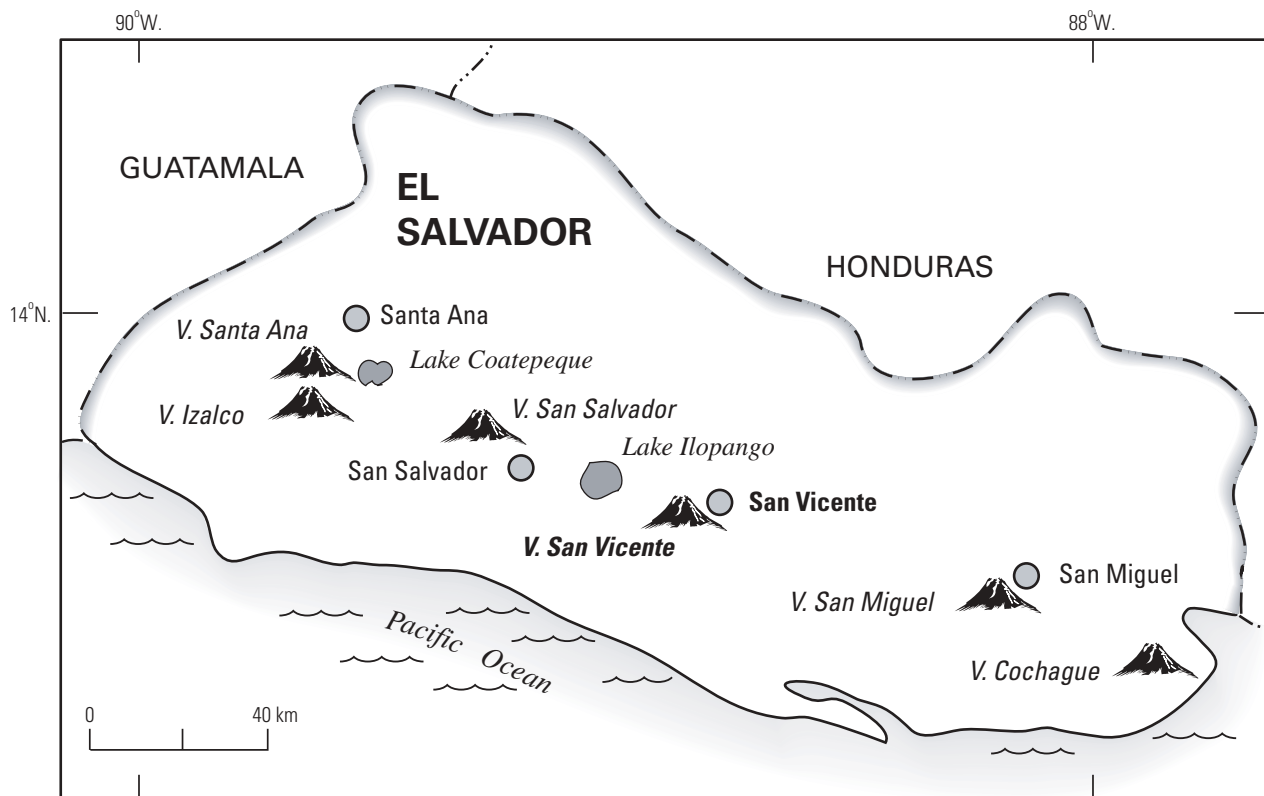 90°W.
88°W.
GUATAMALA
EL
SALVADOR
HONDURAS
14°N.
Santa Ana
V. Santa Ana
Lake Coatepeque
V. Izalco
V. San Salvador
Lake Ilopango
San Salvador
San Vicente
V. San Vicente
San Miguel
V. San Miguel
Pacific Ocean
V. Cochague
0
40 km